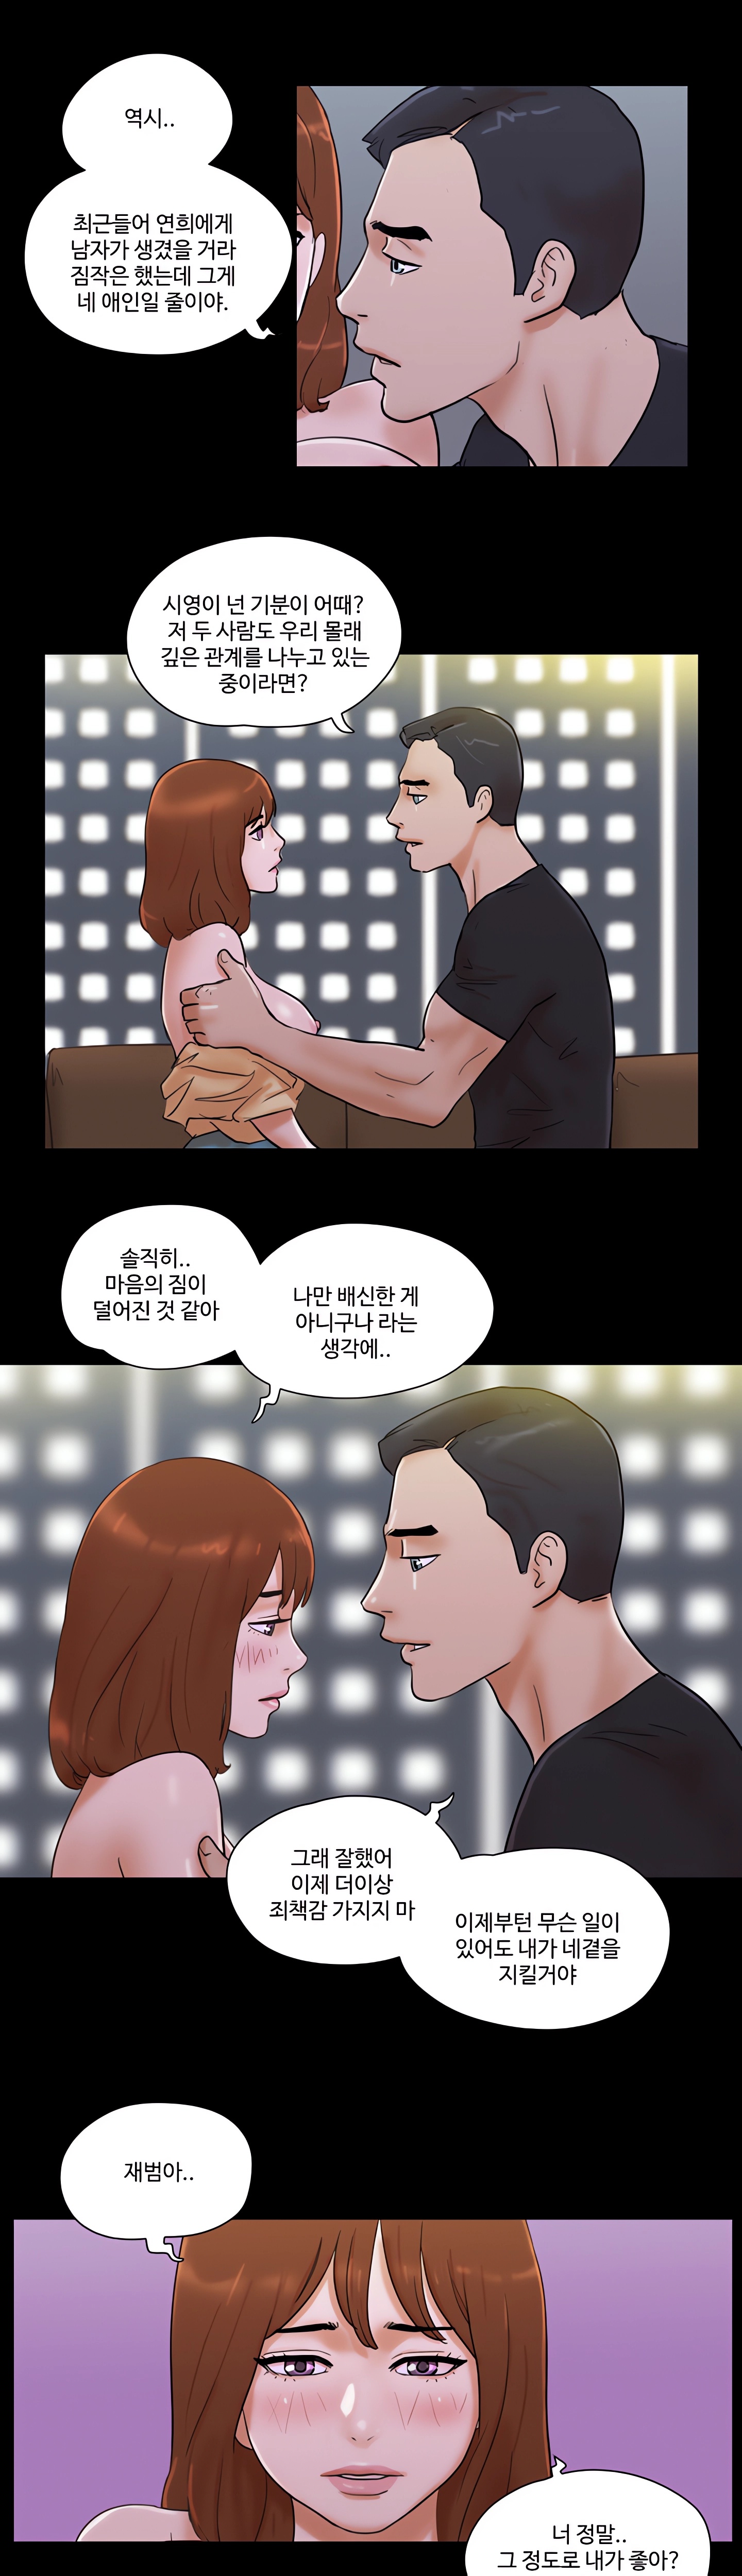 역시..
최근들어 연희에게
남자가 생겼을 거라
짐작은 했는데 그게
네 애인일 줄이야.
시영이 넌 기분이 어때?
저 두 사람도 우리 몰래
깊은 관계를 나누고 있는
중이라면?
솔직히..
마음의 짐이
덜어진 것 같아
나만 배신한 게
아니구나 라는
생각에..
그래 잘했어
이제 더이상
죄책감 가지지 마
이제부턴 무슨 일이
있어도 내가 네곁을
지킬거야
재범아..
너 정말..
그 정도로 내가 좋아?